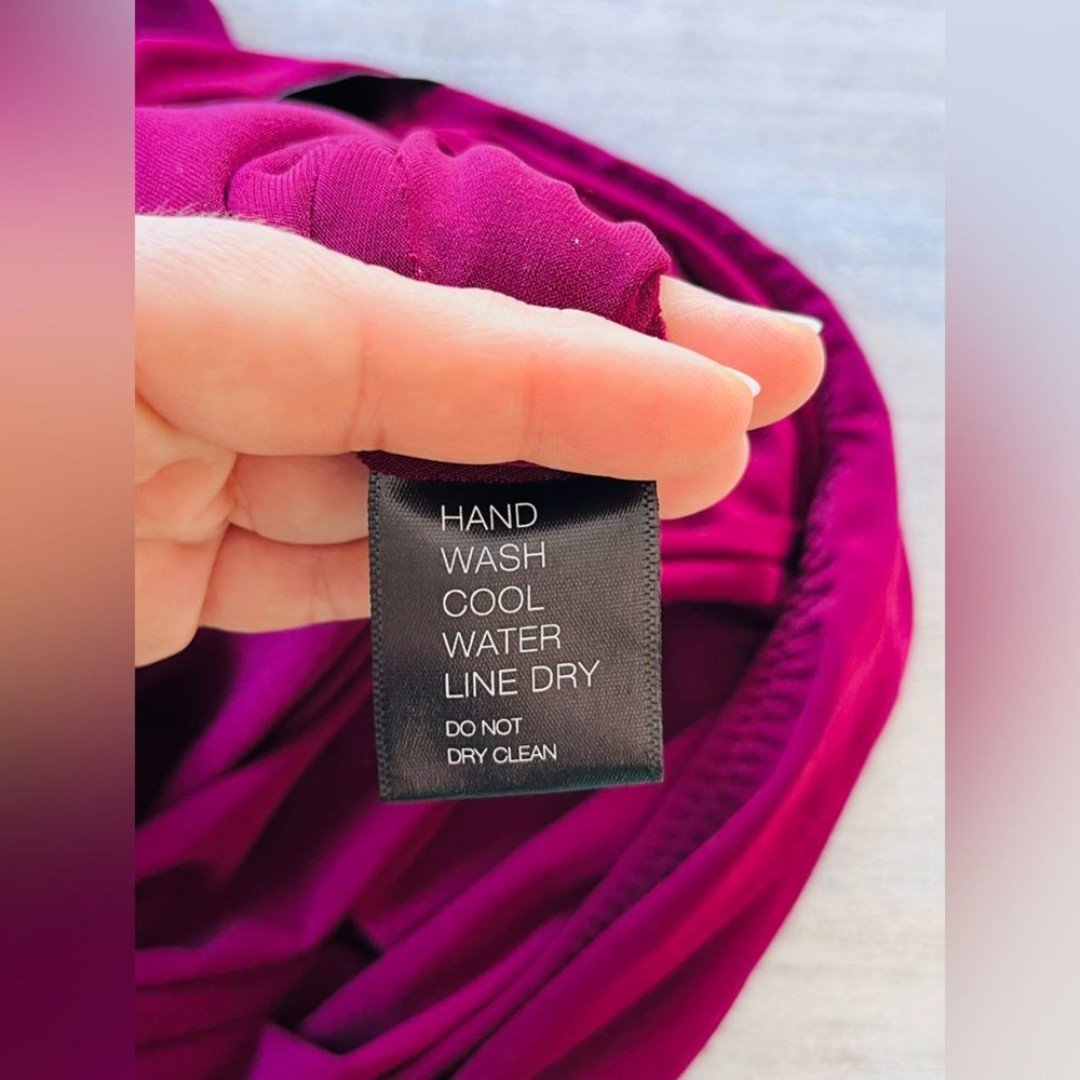 HAND
WASH
COOL
WATER
LINE DRY
DO NOT
DRY CLEAN